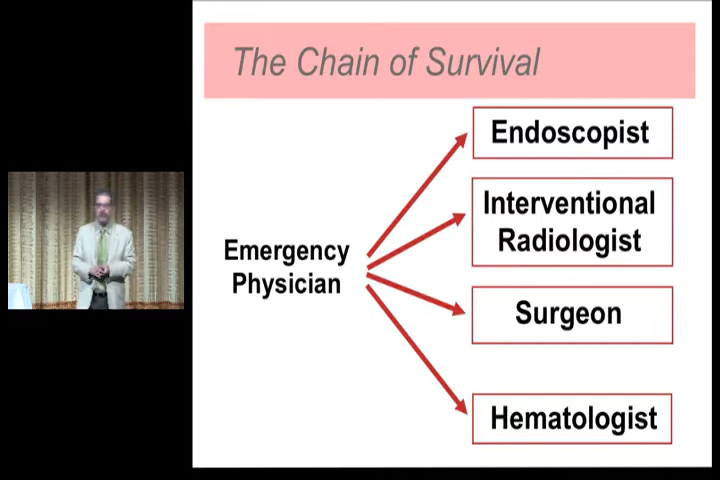 The Chain of Survival
Endoscopist
Interventional
Radiologist
Emergency
Physician
Surgeon
Hematologist